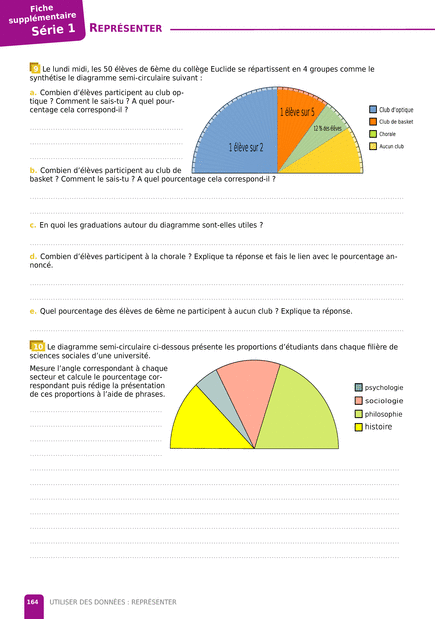 Fiche
supplémentaire
Série 1
REPRÉSENTER
9 Le lundi midi, les 50 élèves de 6ème du collège Euclide se répartissent en 4 groupes comme le
synthétise le diagramme semi-circulaire suivant :
a. Combien d'élèves participent au club op-
tique ? Comment le sais-tu ? A quel pour-
centage cela correspond-il ?
1 élève sur 2
1 élève sur 5
12 % des élèves
Club d'optique
Club de basket
Chorale
Aucun club
b. Combien d'élèves participent au club de
basket ? Comment le sais-tu ? A quel pourcentage cela correspond-il ?
c. En quoi les graduations autour du diagramme sont-elles utiles ?
d. Combien d'élèves participent à la chorale ? Explique ta réponse et fais le lien avec le pourcentage an-
noncé.
e. Quel pourcentage des élèves de 6ème ne participent à aucun club ? Explique ta réponse.
10 Le diagramme semi-circulaire ci-dessous présente les proportions d'étudiants dans chaque filière de
sciences sociales d'une université.
Mesure l'angle correspondant à chaque
secteur et calcule le pourcentage cor-
respondant puis rédige la présentation
de ces proportions à l'aide de phrases.
psychologie
sociologie
philosophie
histoire
164 UTILISER DES DONNÉES : REPRÉSENTER